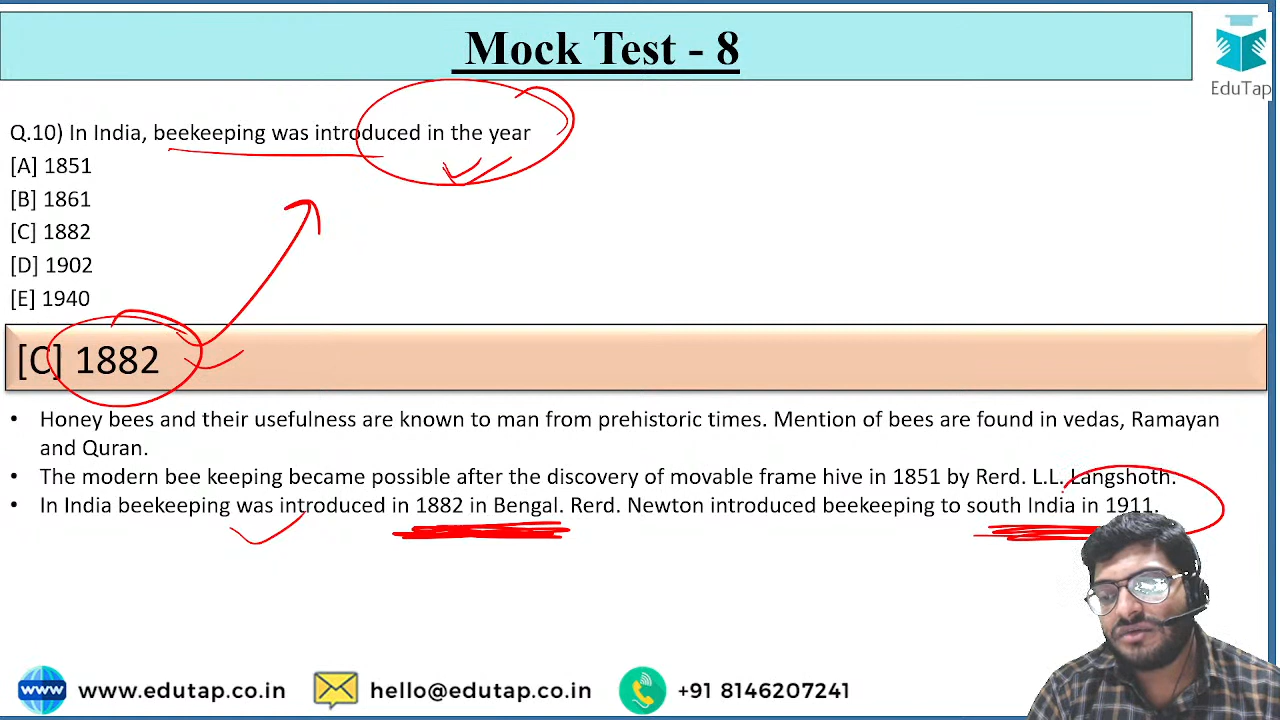 Mock Test - 8
EduTap
Q.10) In India, beekeeping was introduced in the year
[A] 1851
[B] 1861
[C] 1882
[D] 1902
[E] 1940
[C] 1882
• Honey bees and their usefulness are known to man from prehistoric times. Mention of bees are found in vedas, Ramayan
and Quran.
• The modern bee keeping became possible after the discovery of movable frame hive in 1851 by Rerd. L.L. Langshoth.
• In India beekeeping was introduced in 1882 in Bengal. Rerd. Newton introduced beekeeping to south India in 1911.
www www.edutap.co.in hello@edutap.co.in +91 8146207241